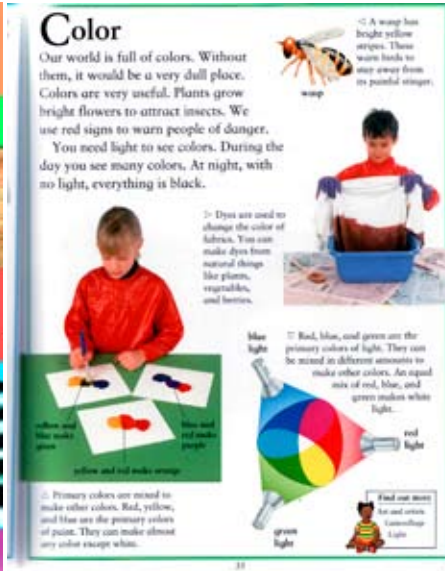 Color
Our world is full of colors. Without
them, it would be a very dull place.
Colors are very useful. Plants grow
bright flowers to attract insects. We
use red signs to warn people of danger.
You need light to see colors. During the
day you see many colors. At night, with
no light, everything is black.
◁ A wasp has
bright yellow
stripes. These
warn birds to
stay away from
its painful stinger.
wasp
▷ Dyes are used to
change the color of
fabrics. You can
make dyes from
natural things
like plants,
vegetables,
and berries.
yellow and
blue make
green
blue and
red make
purple
yellow and red make orange
△ Primary colors are mixed to
make other colors. Red, yellow,
and blue are the primary colors
of paint. They can make almost
any color except white.
▽ Red, blue, and green are the
primary colors of light. They can
be mixed in different amounts to
make other colors. An equal
mix of red, blue, and
green makes white
light.
blue
light
red
light
green
light
Find out more
Art and artists
Camouflage
Light